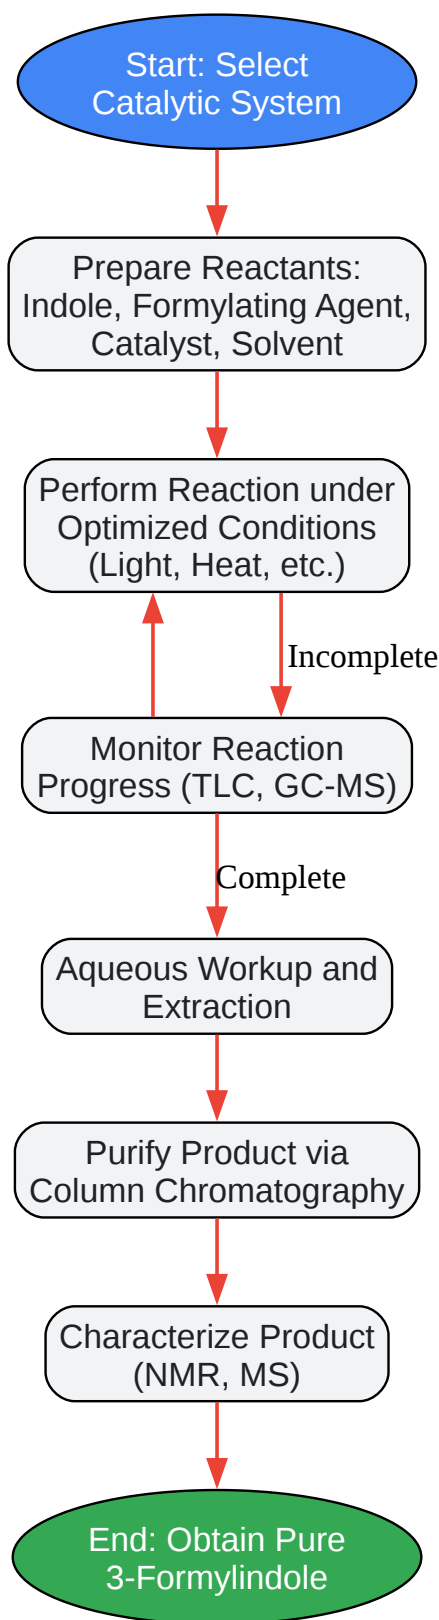 Start: Select
Catalytic System
Prepare Reactants:
Indole, Formylating Agent,
Catalyst, Solvent
Perform Reaction under
Optimized Conditions
(Light, Heat, etc.)
Incomplete
Monitor Reaction
Progress (TLC, GC-MS)
Complete
Aqueous Workup and
Extraction
Purify Product via
Column Chromatography
Characterize Product
(NMR, MS)
End: Obtain Pure
3-Formylindole